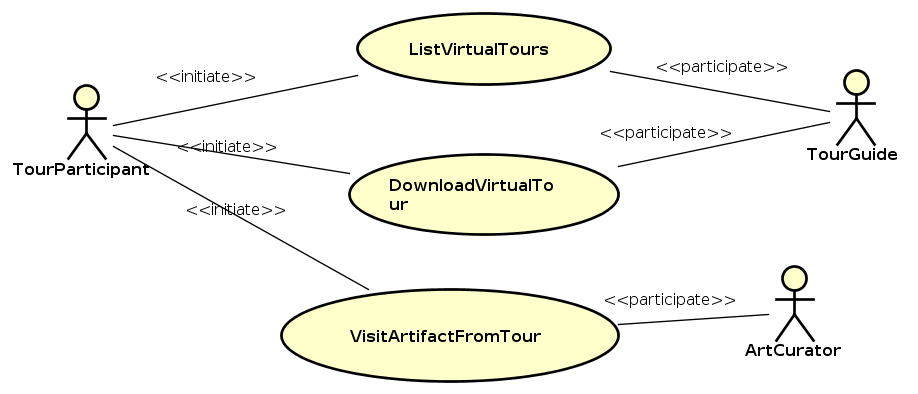 ListVirtualTours
<<initiate>>
<<participate>>
TourParticipant
<<initiate>>
<<participate>>
TourGuide
DownloadVirtualTo
ur
<<initiate>>
<<participate>>
VisitArtifactFromTour
ArtCurator